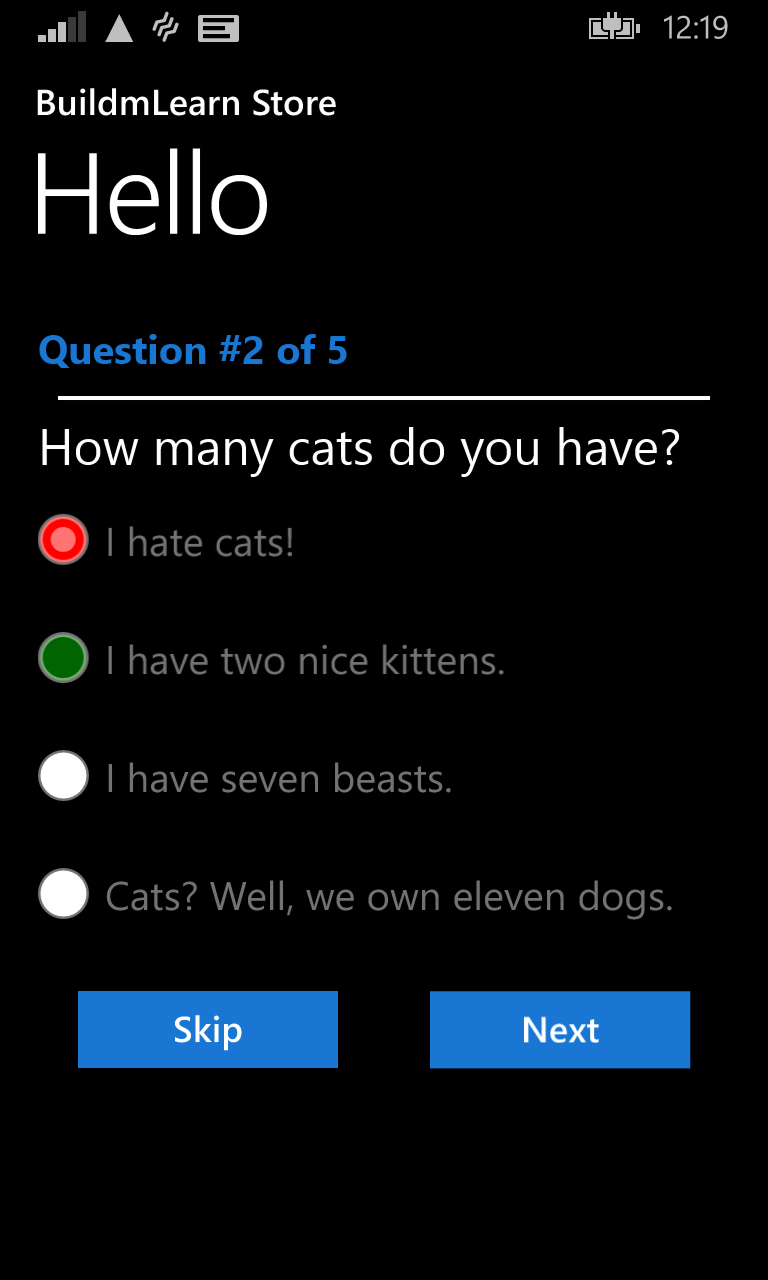 12:19
BuildmLearn Store
Hello
Question #2 of 5
How many cats do you have?
I hate cats!
I have two nice kittens.
I have seven beasts.
Cats? Well, we own eleven dogs.
Skip
Next